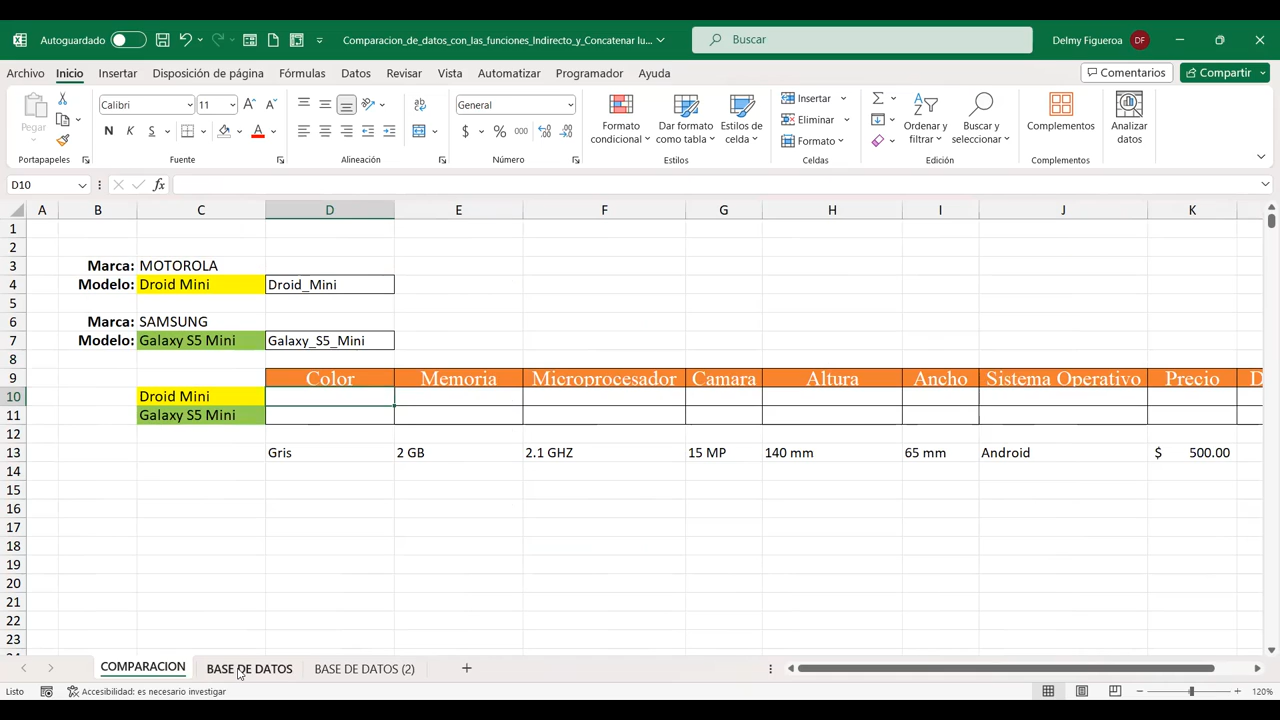 Autoguardado
Comparacion_de_datos_con_las_funciones_Indirecto_y_Concatenar lu...
Buscar
Delmy Figueroa
DF
Archivo Inicio Insertar Disposición de página Fórmulas Datos Revisar Vista Automatizar Programador Ayuda
Comentarios
Compartir
Pegar
Portapapeles
Calibri 11
N K S
Fuente
Alineación
General
$ % 000
Número
Formato condicional
Dar formato como tabla
Estilos de celda
Estilos
Insertar
Eliminar
Formato
Celdas
Ordenar y filtrar
Buscar y seleccionar
Edición
Complementos
Complementos
Analizar datos
D10
fx
A B C D E F G H I J K
1
2
3 Marca: MOTOROLA
4 Modelo: Droid Mini Droid_Mini
5
6 Marca: SAMSUNG
7 Modelo: Galaxy S5 Mini Galaxy_S5_Mini
8
9 Color Memoria Microprocesador Camara Altura Ancho Sistema Operativo Precio D
10 Droid Mini
11 Galaxy S5 Mini
12
13 Gris 2 GB 2.1 GHZ 15 MP 140 mm 65 mm Android $ 500.00
14
15
16
17
18
19
20
21
22
23
COMPARACION BASE DE DATOS BASE DE DATOS (2)
Listo
Accesibilidad: es necesario investigar
120%